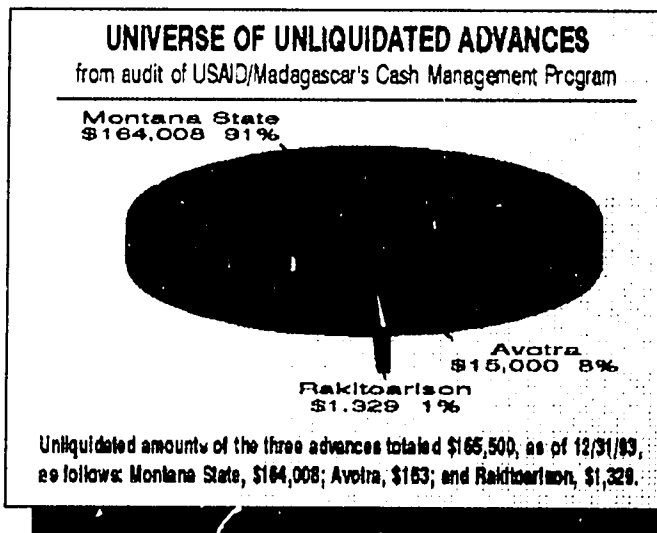 UNIVERSE OF UNLIQUIDATED ADVANCES
from audit of USAID/Madagascar's Cash Management Program
Montana State
$164,008 91%
Avotra
$15,000 8%
Rakitoarison
$1,329 1%
Unliquidated amounts of the three advances totaled $165,500, as of 12/31/93,
as follows: Montana State, $164,008; Avotra, $163; and Rakitoarison, $1,329.